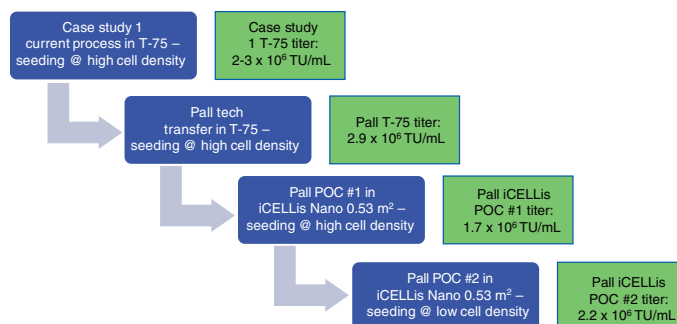 Case study 1
current process in T-75 –
seeding @ high cell density
Case study
1 T-75 titer:
2-3 x 10⁶ TU/mL
Pall tech
transfer in T-75 –
seeding @ high cell density
Pall T-75 titer:
2.9 x 10⁶ TU/mL
Pall POC #1 in
iCELLis Nano 0.53 m² –
seeding @ high cell density
Pall iCELLis
POC #1 titer:
1.7 x 10⁶ TU/mL
Pall POC #2 in
iCELLis Nano 0.53 m² –
seeding @ low cell density
Pall iCELLis
POC #2 titer:
2.2 x 10⁶ TU/mL